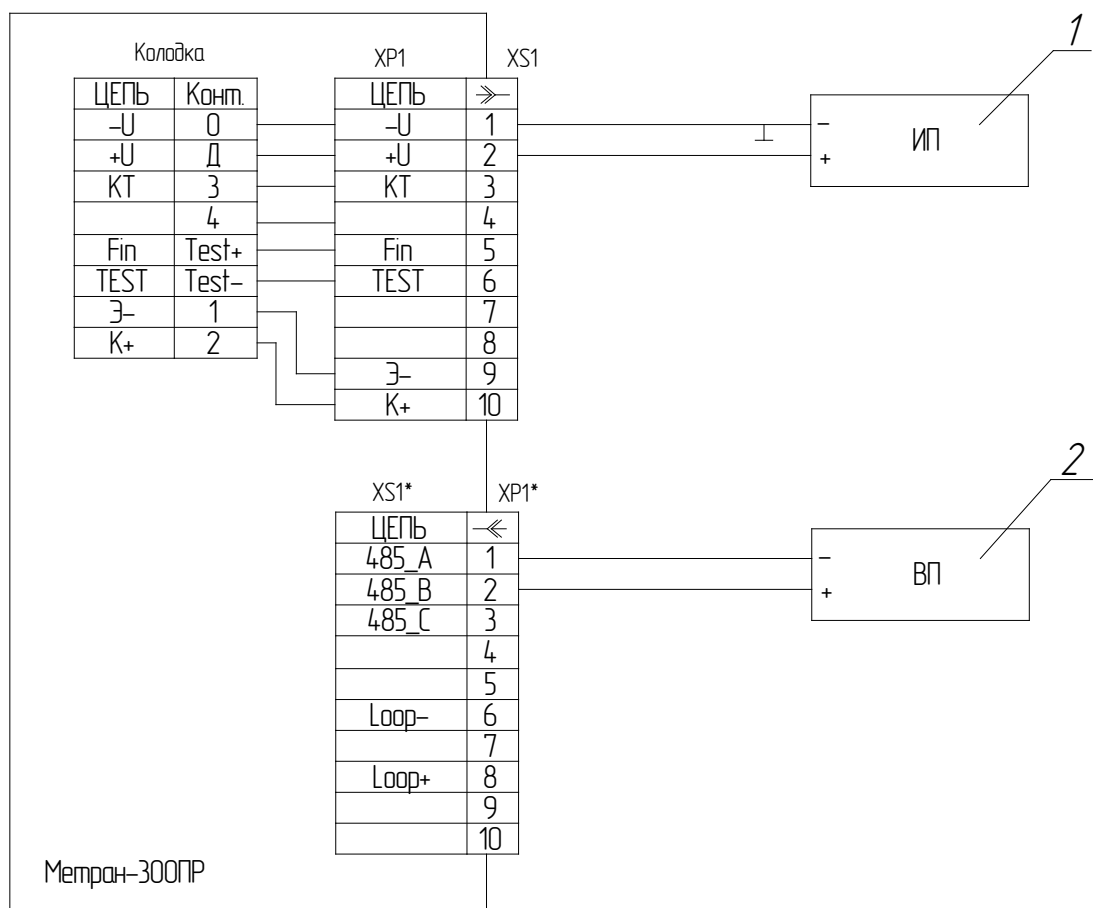 Колодка XP1 XS1 1
ЦЕПЬ Конт. ЦЕПЬ
-U 0 -U 1 -
+U Д +U 2 + ИП
КТ 3 КТ 3
4 4
Fin Test+ Fin 5
TEST Test- TEST 6
Э- 1 7
К+ 2 8
Э- 9
К+ 10
2
XS1* XP1*
ЦЕПЬ
485_A 1 -
485_B 2 + ВП
485_C 3
4
5
Loop- 6
7
Loop+ 8
9
10
Метран-300ПР